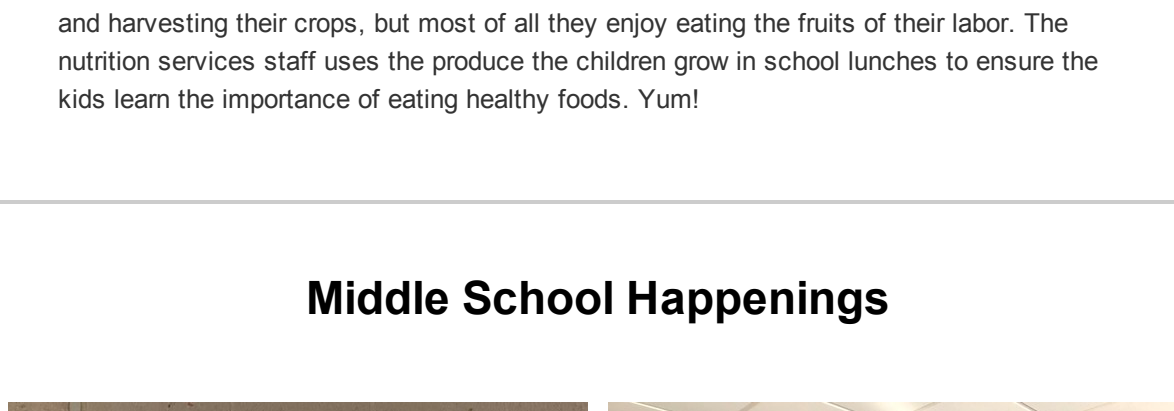 and harvesting their crops, but most of all they enjoy eating the fruits of their labor. The
nutrition services staff uses the produce the children grow in school lunches to ensure the
kids learn the importance of eating healthy foods. Yum!
Middle School Happenings